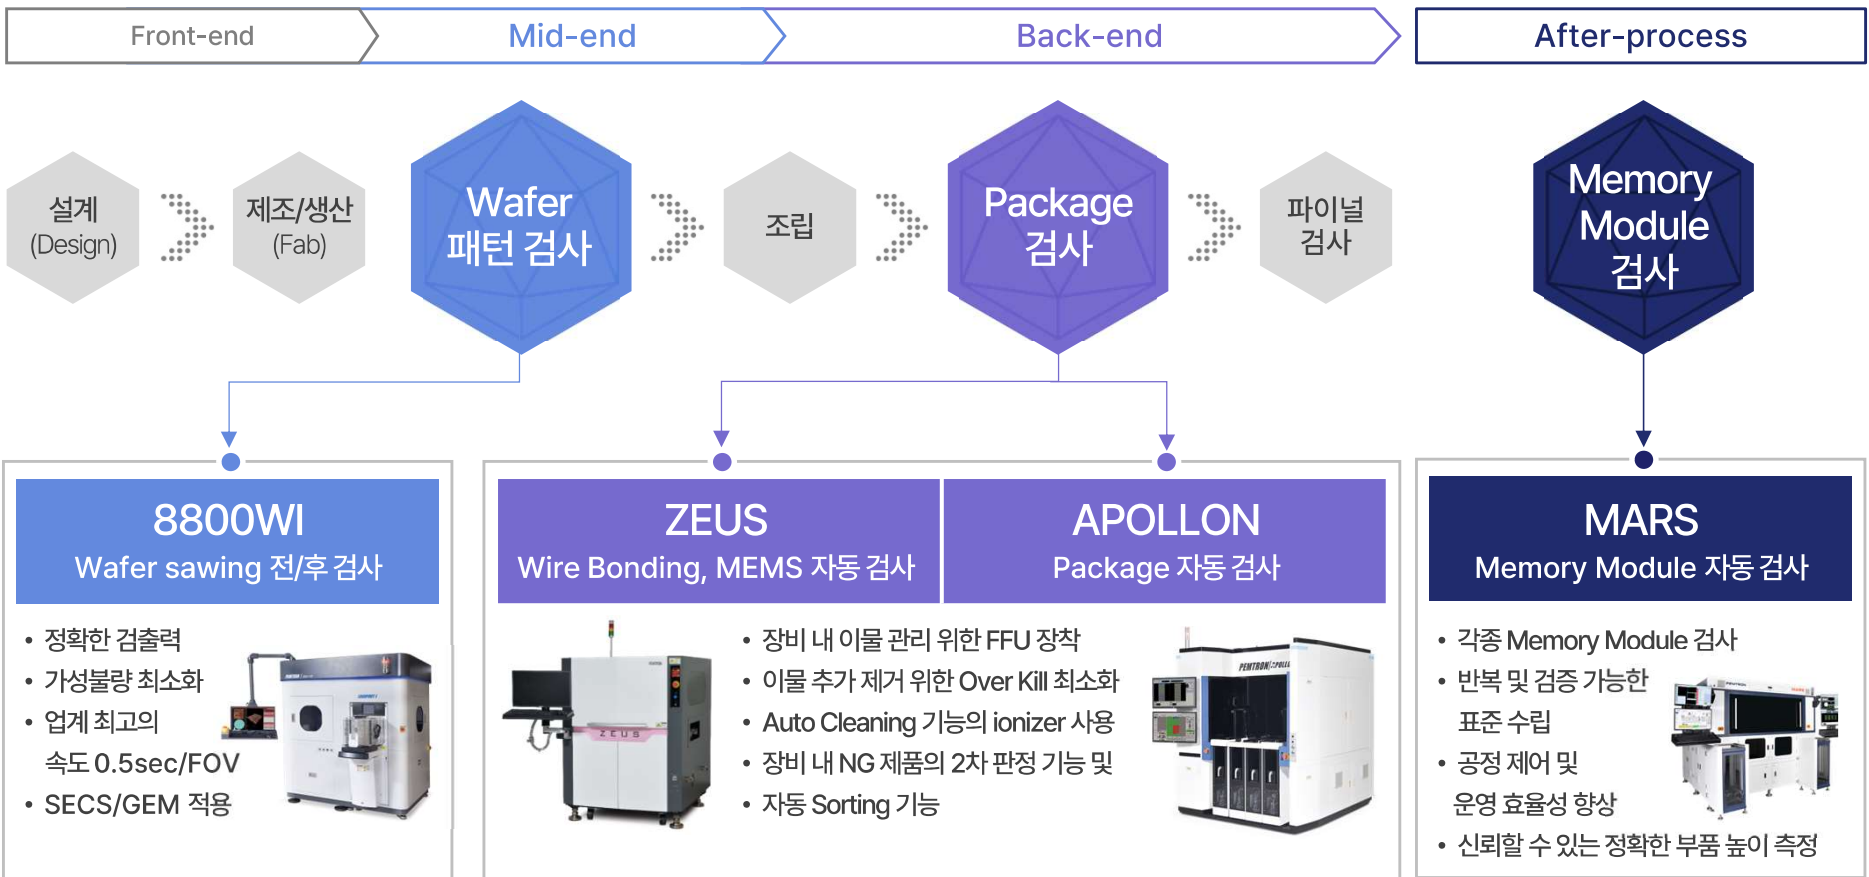 Front-end
Mid-end
Back-end
After-process
설계
(Design)
제조/생산
(Fab)
Wafer
패턴 검사
조립
Package
검사
파이널
검사
Memory
Module
검사
8800WI
Wafer sawing 전/후 검사
• 정확한 검출력
• 가성불량 최소화
• 업계 최고의
속도 0.5sec/FOV
• SECS/GEM 적용
ZEUS
Wire Bonding, MEMS 자동 검사
APOLLON
Package 자동 검사
ZEUS
• 장비 내 이물 관리 위한 FFU 장착
• 이물 추가 제거 위한 Over Kill 최소화
• Auto Cleaning 기능의 ionizer 사용
• 장비 내 NG 제품의 2차 판정 기능 및
• 자동 Sorting 기능
PEMTRON
MARS
Memory Module 자동 검사
• 각종 Memory Module 검사
• 반복 및 검증 가능한
표준 수립
• 공정 제어 및
운영 효율성 향상
• 신뢰할 수 있는 정확한 부품 높이 측정